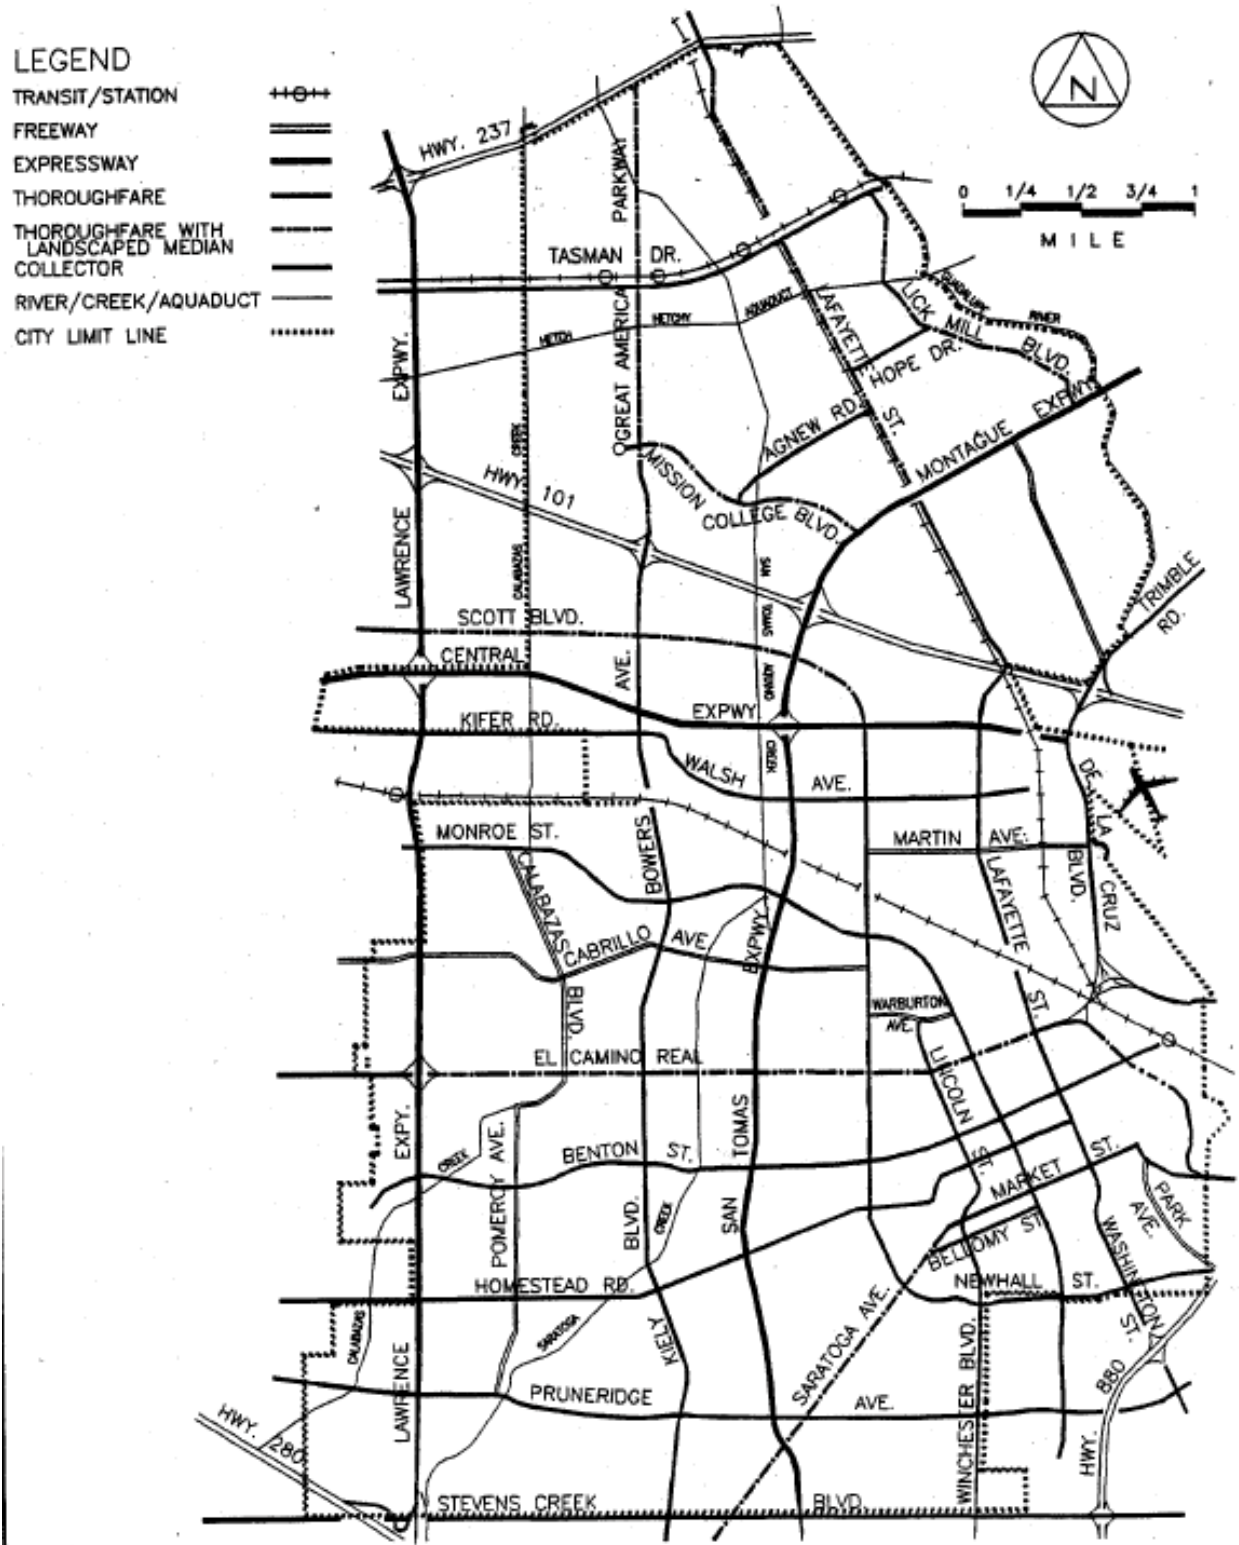 LEGEND
TRANSIT/STATION
FREEWAY
EXPRESSWAY
THOROUGHFARE
THOROUGHFARE WITH
LANDSCAPED MEDIAN
COLLECTOR
RIVER/CREEK/AQUADUCT
CITY LIMIT LINE
N
0 1/4 1/2 3/4 1
MILE
HWY. 237
PARKWAY
TASMAN DR.
GREAT AMERICA
HETCH HETCHY AQUADUCT
LAFAYETTE ST.
LICK MILL BLVD.
GUADALUPE RIVER
HOPE DR.
AGNEW RD.
MONTAGUE EXPWY.
EXPWY.
CREEK
HWY 101
MISSION COLLEGE BLVD.
LAWRENCE
CALABAZAS
SAN TOMAS AQUINO CREEK
TRIMBLE RD.
SCOTT BLVD.
CENTRAL EXPWY
AVE.
KIFER RD.
WALSH AVE.
DE LA CRUZ BLVD.
MONROE ST.
BOWERS
MARTIN AVE.
LAFAYETTE ST.
CALABAZAS BLVD.
CABRILLO AVE
EXPWY
WARBURTON AVE.
EL CAMINO REAL
LINCOLN ST.
EXPY.
CREEK
POMEROY AVE.
BENTON ST.
TOMAS
SAN
MARKET ST.
PARK AVE.
BLVD.
CREEK
BELLOMY ST
WASHINGTON ST.
HOMESTEAD RD.
NEWHALL ST.
CALABAZAS
SARATOGA
KIELY
SARATOGA AVE.
WINCHESTER BLVD.
LAWRENCE
PRUNERIDGE AVE.
HWY. 880
HWY. 280
STEVENS CREEK BLVD.